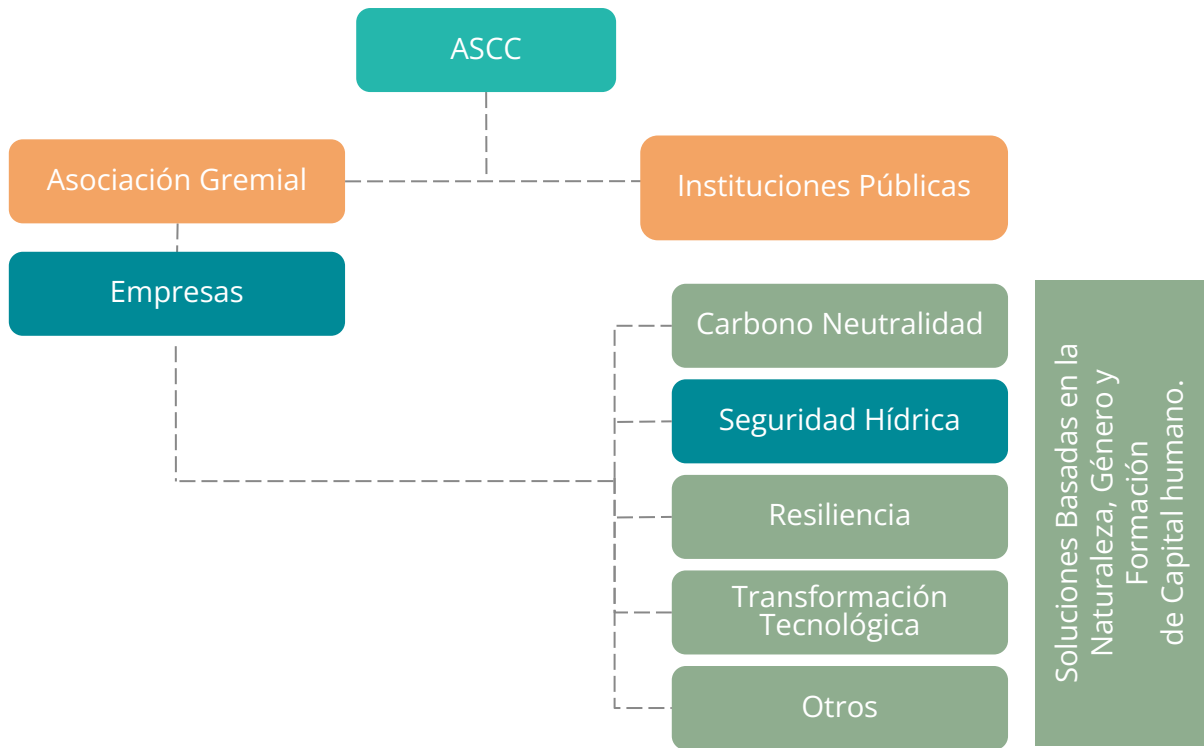 ASCC
Asociación Gremial
Instituciones Públicas
Empresas
Carbono Neutralidad
Seguridad Hídrica
Resiliencia
Transformación
Tecnológica
Otros
Soluciones Basadas en la
Naturaleza, Género y
Formación
de Capital humano.